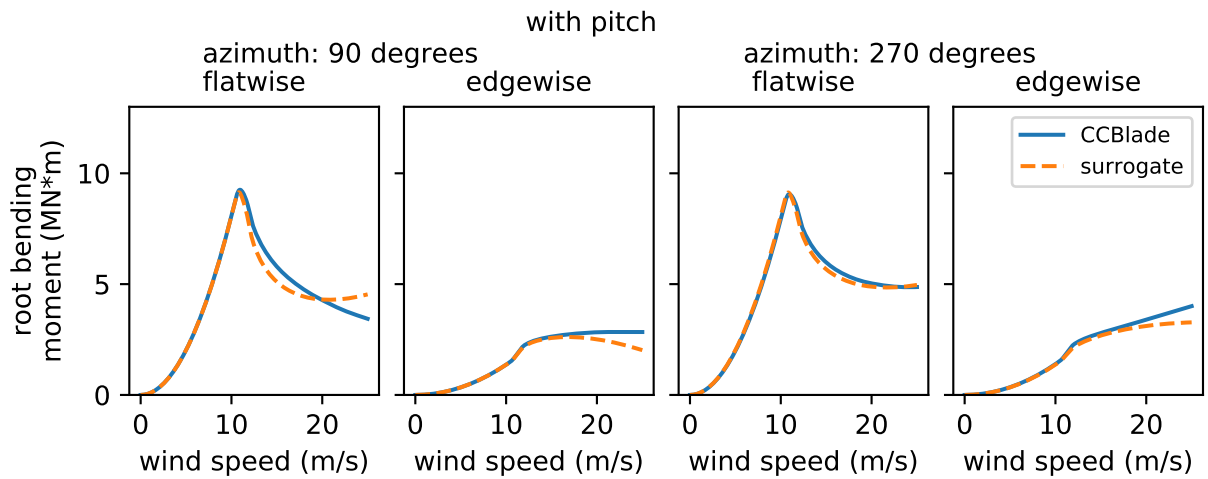 with pitch
azimuth: 90 degrees
azimuth: 270 degrees
flatwise
edgewise
flatwise
edgewise
CCBlade
surrogate
root bending
moment (MN*m)
10
5
0
0 10 20
0 10 20
0 10 20
0 10 20
wind speed (m/s)
wind speed (m/s)
wind speed (m/s)
wind speed (m/s)